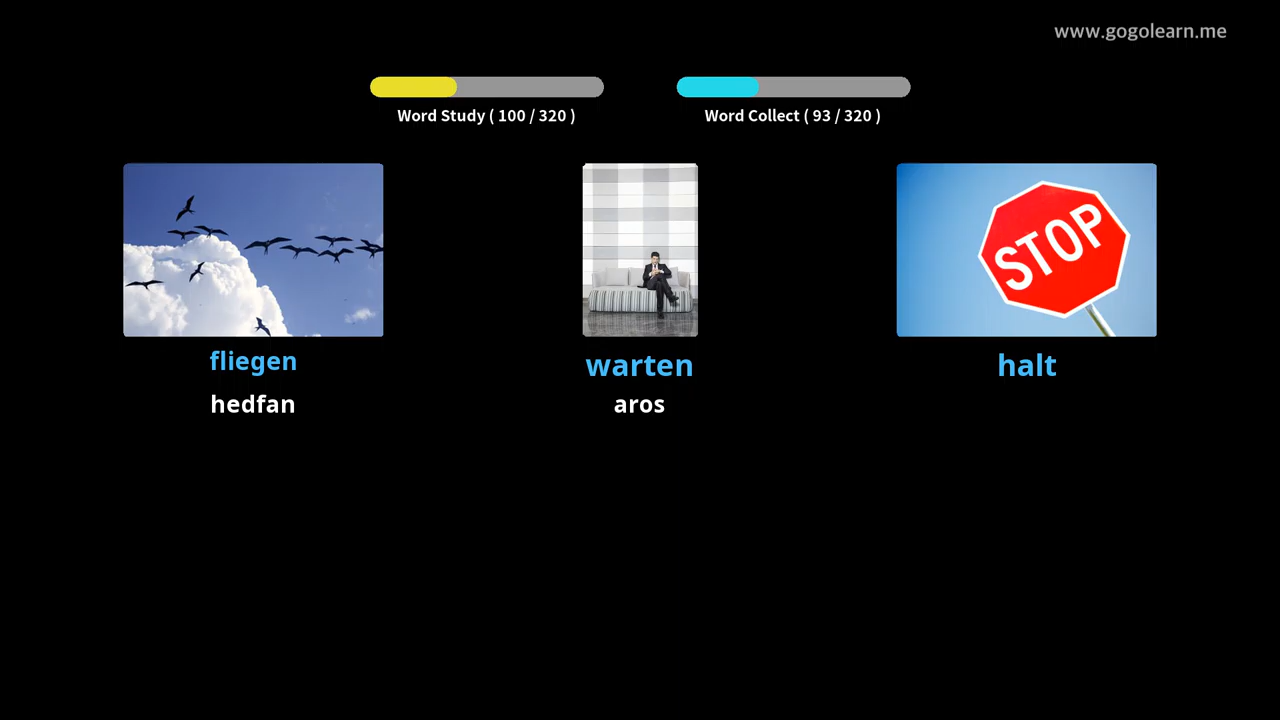 www.gogolearn.me
Word Study ( 100 / 320 )
Word Collect ( 93 / 320 )
STOP
fliegen
warten
halt
hedfan
aros